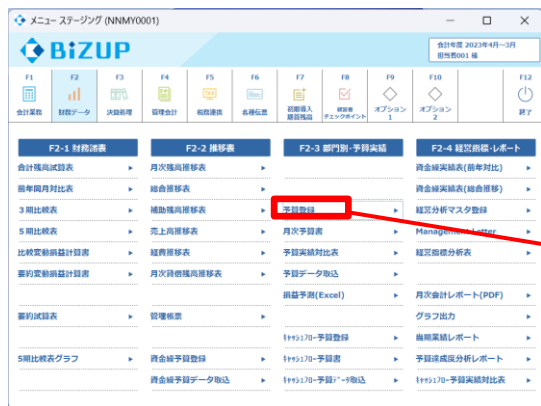 メニュー ステージング (NNMY0001)
BiZUP
会計年度 2023年4月～3月
担当者001 様
F1 F2 F3 F4 F5 F6 F7 F8 F9 F10 F12
会計業務 財務データ 決算処理 管理会計 税務連携 各種伝票 初期導入 期首残高 経営者 チェックポイント オプション 1 オプション 2 終了
F2-1 財務諸表 F2-2 推移表 F2-3 部門別・予算実績 F2-4 経営指標・レポート
合計残高試算表 月次残高推移表 資金繰実績表(前年対比)
前年同月対比表 総合推移表 資金繰実績表(総合推移)
3期比較表 補助残高推移表 予算登録 経営分析マスタ登録
5期比較表 売上高推移表 月次予算書 Management Letter
比較変動損益計算書 経費推移表 予算実績対比表 経営指標分析表
要約変動損益計算書 月次貸借残高推移表 予算データ取込
損益予測(Excel) 月次会計レポート(PDF)
要約試算表 管理帳票 グラフ出力
資金繰予算登録 ｷｬｯｼｭﾌﾛｰ予算登録 当期業績レポート
5期比較表グラフ ｷｬｯｼｭﾌﾛｰ予算書 予算達成度分析レポート
資金繰予算データ取込 ｷｬｯｼｭﾌﾛｰ予算ﾃﾞｰﾀ取込 ｷｬｯｼｭﾌﾛｰ予算実績対比表